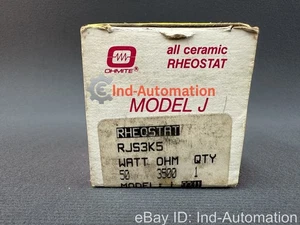 OHMITE®
all ceramic
RHEOSTAT
Ind-Automation
MODEL J
RHEOSTAT
RJS3K5
WATT OHM QTY
50 3500 1
MODEL: J
eBay ID: Ind-Automation